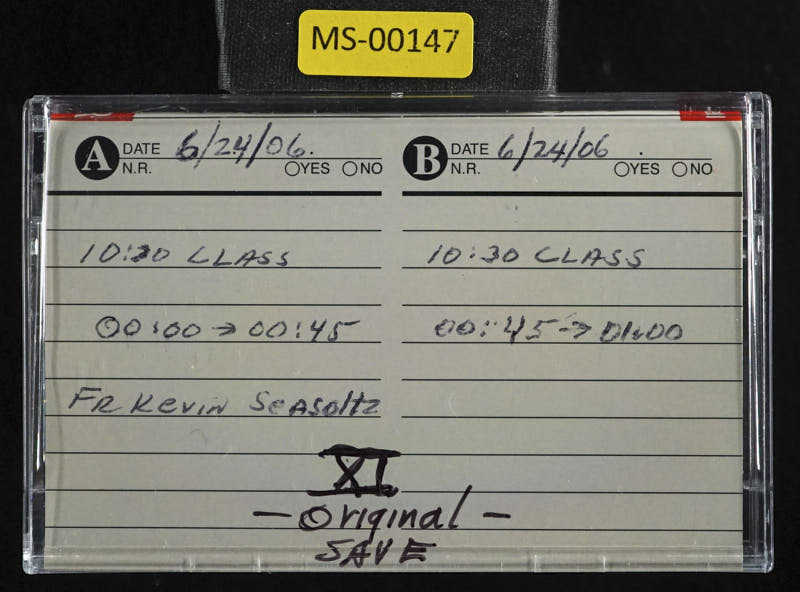 MS-00147
A DATE 6/24/06.
N.R. YES NO
10:30 CLASS
00:00 → 00:45
FR Kevin Seasoltz
B DATE 6/24/06
N.R. YES NO
10:30 CLASS
00:45 → 01:00
XI
- Original -
SAVE